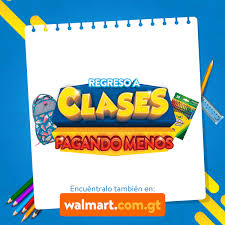 REGRESO A
CLASES
PAGANDO MENOS
Encuéntralo también en:
walmart.com.gt